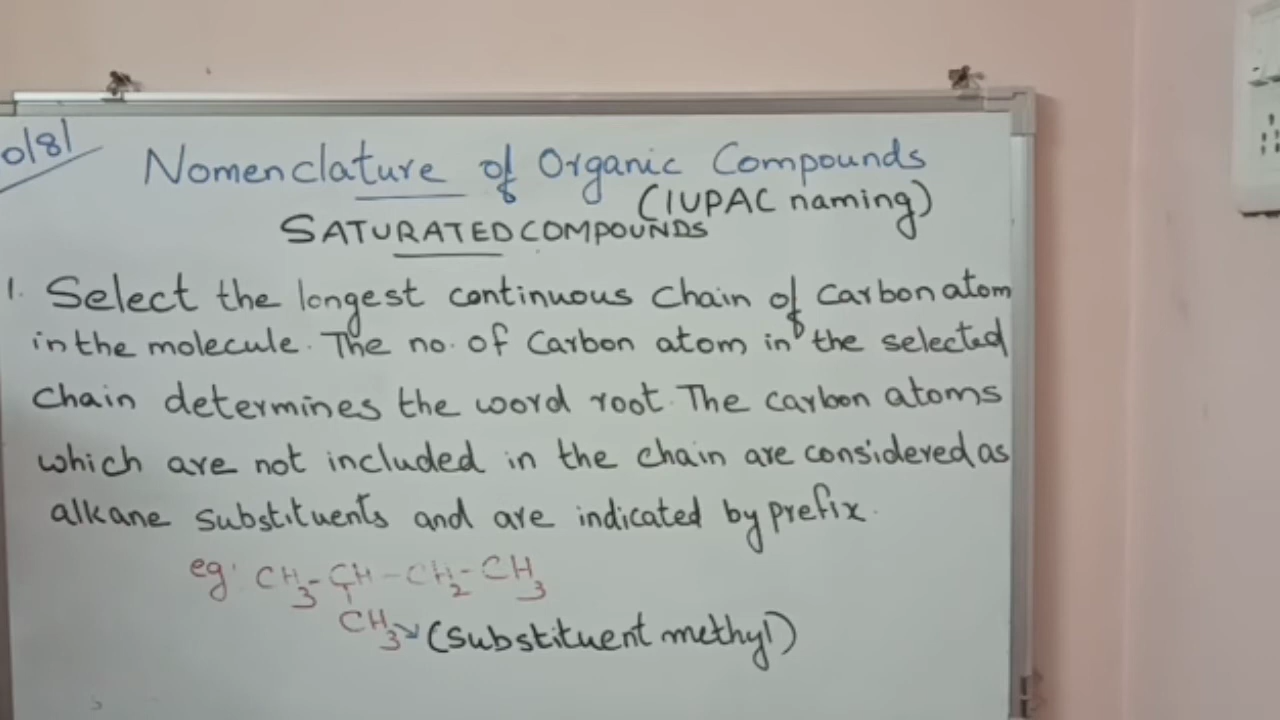 0/8/
Nomenclature of Organic Compounds
(IUPAC naming)
SATURATED COMPOUNDS
1. Select the longest continuous chain of carbon atom
in the molecule. The no. of carbon atom in the selected
chain determines the word root. The carbon atoms
which are not included in the chain are considered as
alkane substituents and are indicated by prefix.
eg: CH₃-CH-CH₂-CH₃
CH₃ (substituent methyl)